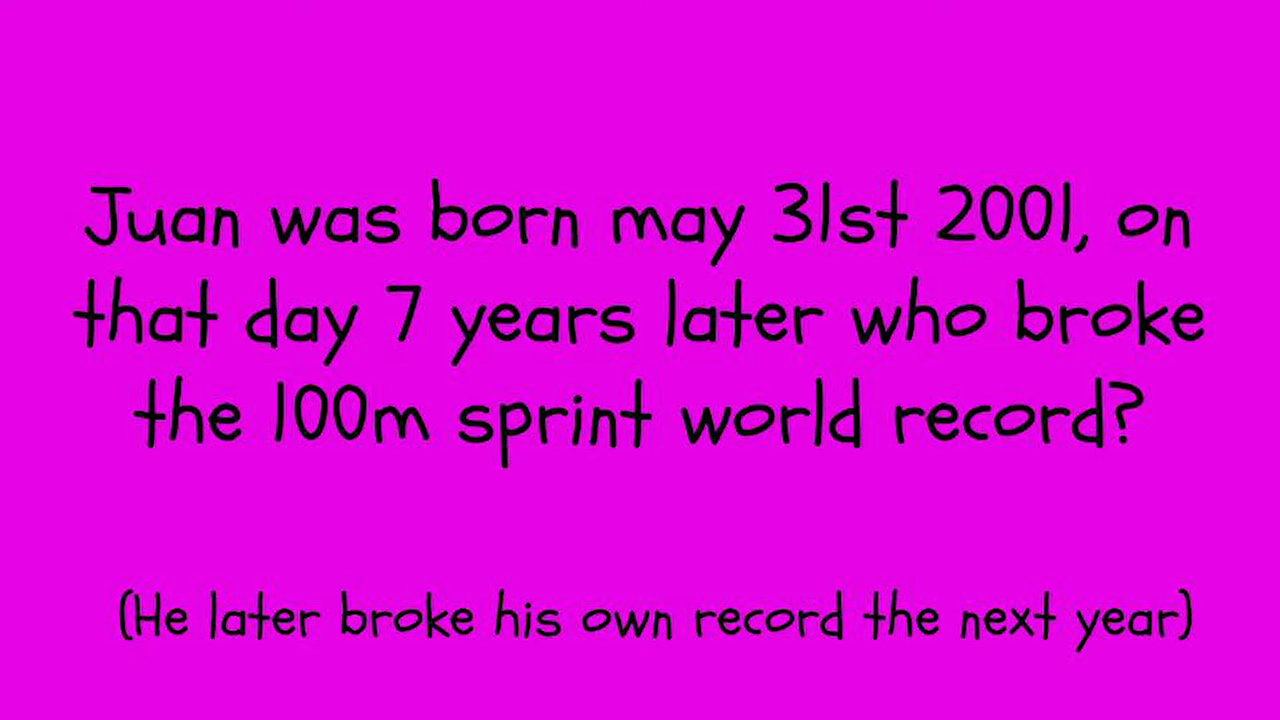 Juan was born may 31st 2001, on
that day 7 years later who broke
the 100m sprint world record?
(He later broke his own record the next year)